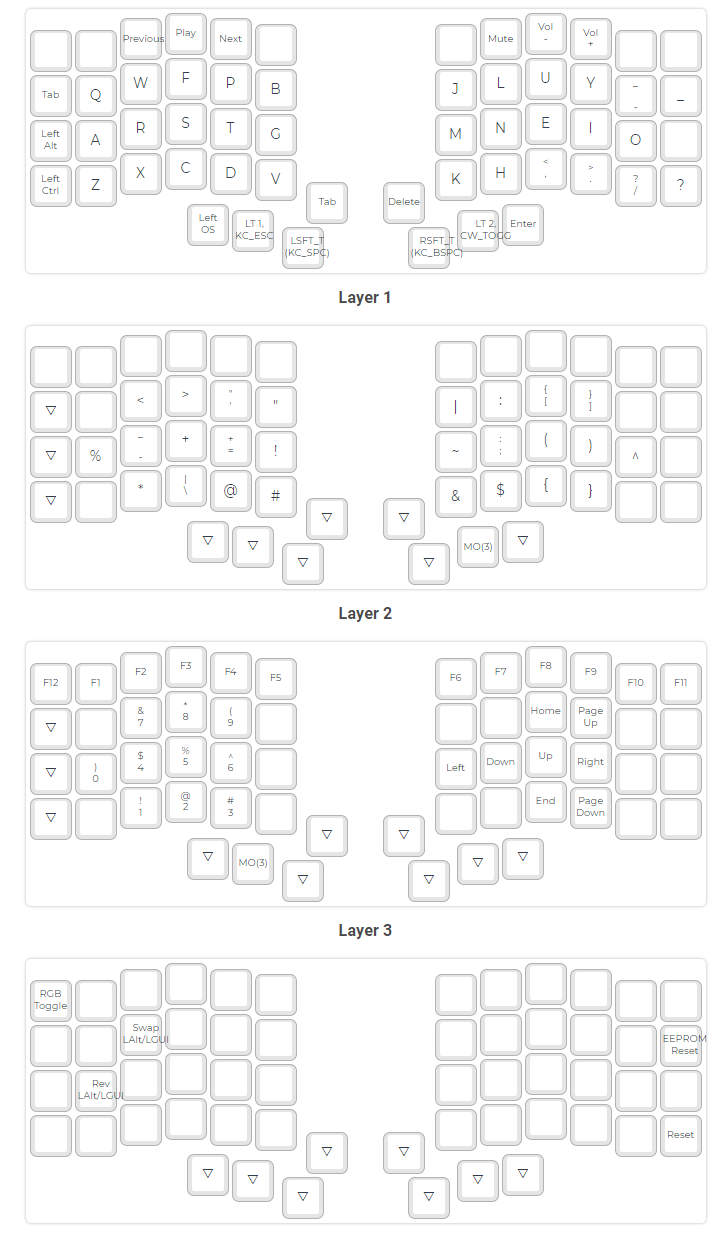 Previous Play Next Mute Vol - Vol +
Tab Q W F P B J L U Y _ - _
Left Alt A R S T G M N E I O
Left Ctrl Z X C D V K H < , > . ? / ?
Tab Delete
Left OS LT 1, KC_ESC LSFT_T (KC_SPC) RSFT_T (KC_BSPC) LT 2, CW_TOGG Enter
Layer 1
▽ < > " ' " | : { [ } ]
▽ % _ - + + = ! ~ : ; ( ) ^
▽ * | \ @ # & $ { }
▽ ▽
▽ ▽ ▽ ▽ MO(3) ▽
Layer 2
F12 F1 F2 F3 F4 F5 F6 F7 F8 F9 F10 F11
▽ & 7 * 8 ( 9 Home Page Up
▽ ) 0 $ 4 % 5 ^ 6 Left Down Up Right
▽ ! 1 @ 2 # 3 End Page Down
▽ ▽
▽ MO(3) ▽ ▽ ▽ ▽
Layer 3
RGB Toggle
Swap LAlt/LGUI EEPROM Reset
Rev LAlt/LGUI
Reset
▽ ▽
▽ ▽ ▽ ▽ ▽ ▽